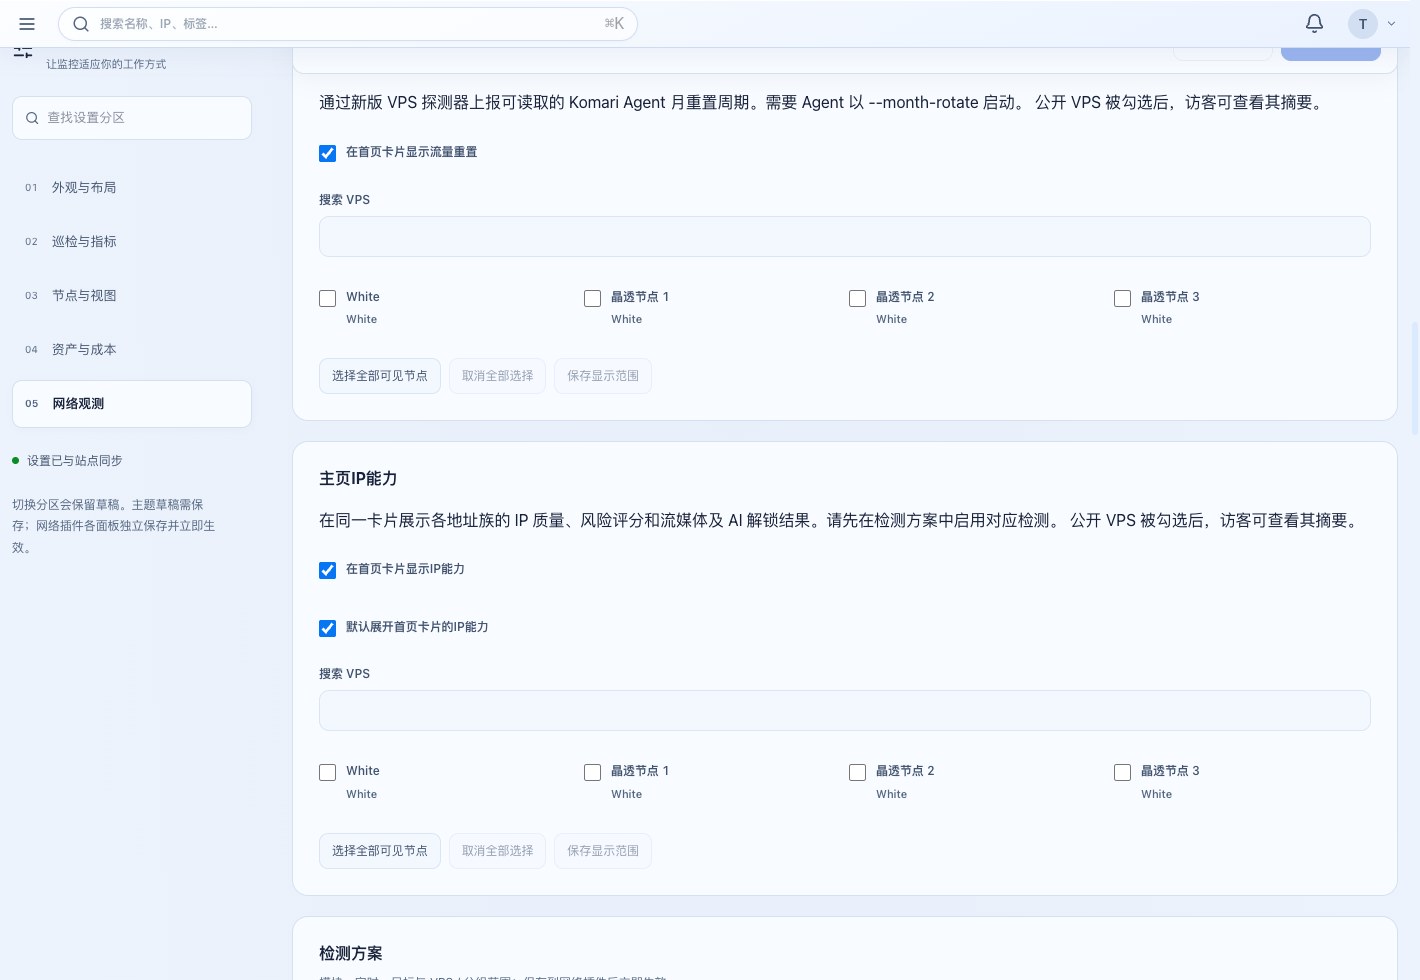 搜索名称、IP、标签...
⌘K
T
让监控适应你的工作方式
查找设置分区
01 外观与布局
02 巡检与指标
03 节点与视图
04 资产与成本
05 网络观测
设置已与站点同步
切换分区会保留草稿。主题草稿需保
存；网络插件各面板独立保存并立即生
效。
通过新版 VPS 探测器上报可读取的 Komari Agent 月重置周期。需要 Agent 以 --month-rotate 启动。 公开 VPS 被勾选后，访客可查看其摘要。
在首页卡片显示流量重置
搜索 VPS
White
White
晶透节点 1
White
晶透节点 2
White
晶透节点 3
White
选择全部可见节点
取消全部选择
保存显示范围
主页IP能力
在同一卡片展示各地址族的 IP 质量、风险评分和流媒体及 AI 解锁结果。请先在检测方案中启用对应检测。 公开 VPS 被勾选后，访客可查看其摘要。
在首页卡片显示IP能力
默认展开首页卡片的IP能力
搜索 VPS
White
White
晶透节点 1
White
晶透节点 2
White
晶透节点 3
White
选择全部可见节点
取消全部选择
保存显示范围
检测方案